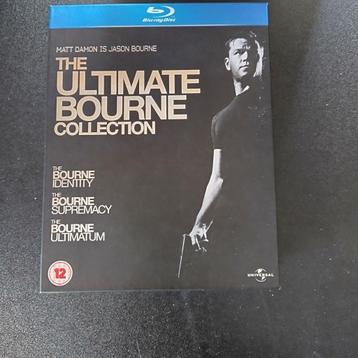 Blu-ray Disc
MATT DAMON IS JASON BOURNE
THE
ULTIMATE
BOURNE
COLLECTION
THE
BOURNE
IDENTITY
THE
BOURNE
SUPREMACY
THE
BOURNE
ULTIMATUM
12
UNIVERSAL